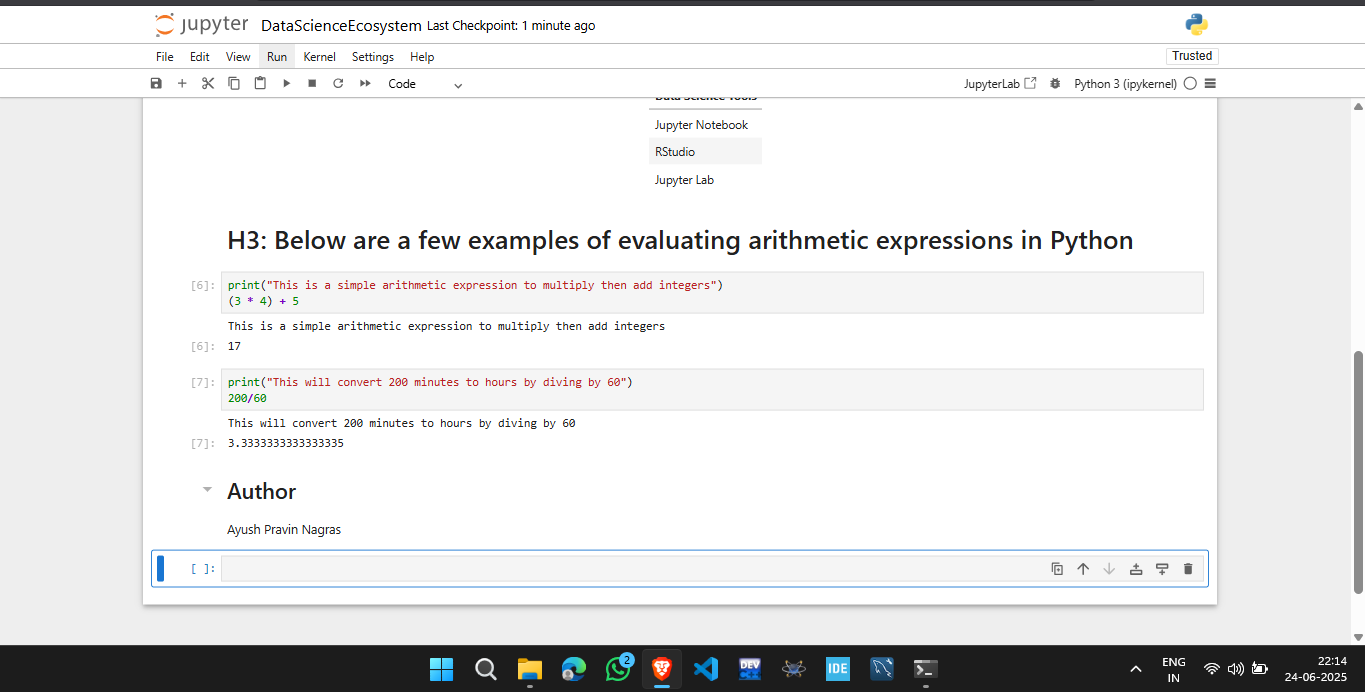 jupyter DataScienceEcosystem Last Checkpoint: 1 minute ago
File Edit View Run Kernel Settings Help Trusted
Code JupyterLab Python 3 (ipykernel)
Data Science Tools
Jupyter Notebook
RStudio
Jupyter Lab
H3: Below are a few examples of evaluating arithmetic expressions in Python
[6]: print("This is a simple arithmetic expression to multiply then add integers")
(3 * 4) + 5
This is a simple arithmetic expression to multiply then add integers
[6]: 17
[7]: print("This will convert 200 minutes to hours by diving by 60")
200/60
This will convert 200 minutes to hours by diving by 60
[7]: 3.3333333333333335
Author
Ayush Pravin Nagras
[ ]:
2 DEV C++ IDE ENG 22:14
IN 24-06-2025